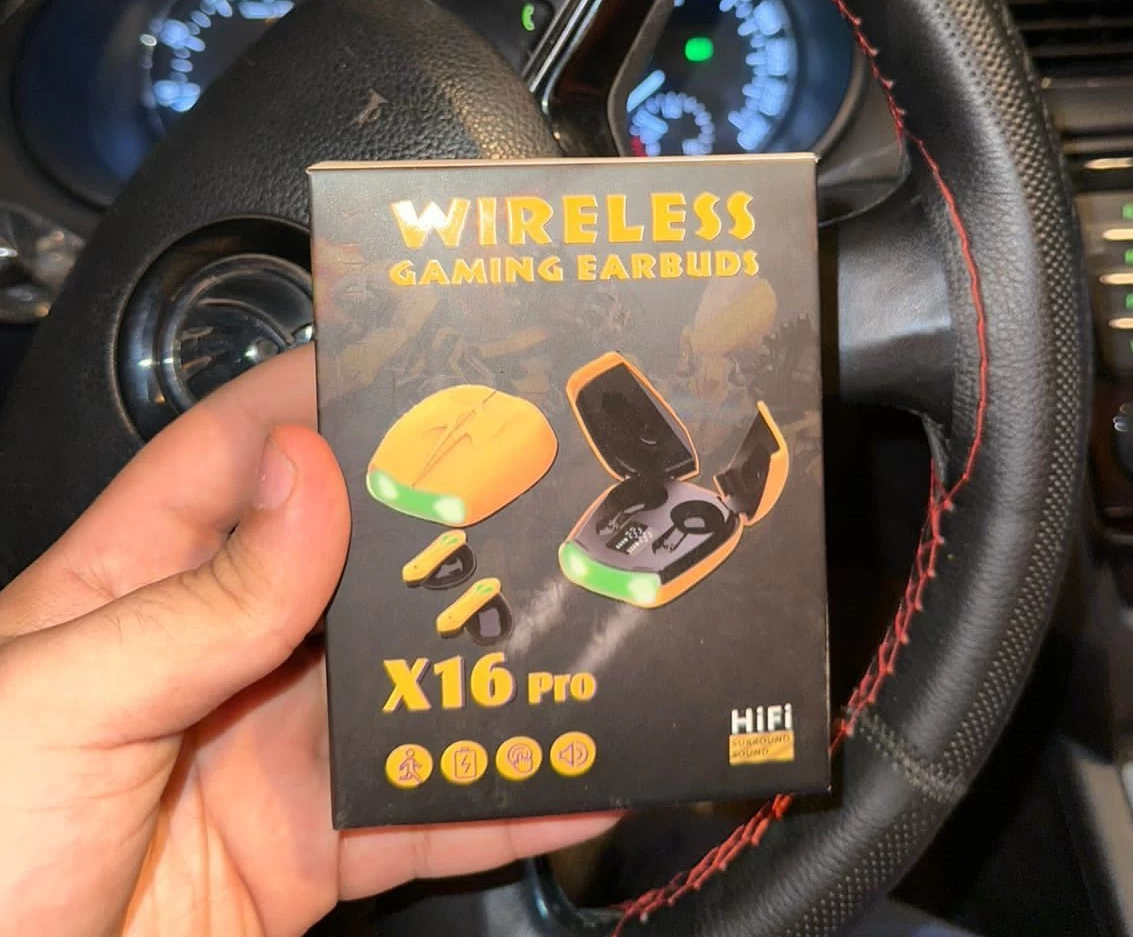 WIRELESS
GAMING EARBUDS
X16 Pro
HiFi
SURROUND
SOUND